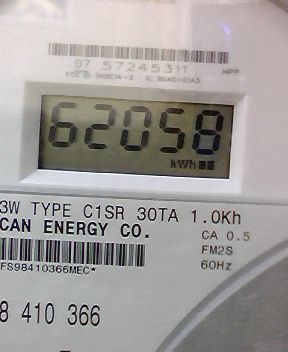 07 57245311 HPP
62058
kWh
3W TYPE C1SR 30TA 1.0Kh
CAN ENERGY CO. CA 0.5
FM2S
FS98410366MEC* 60Hz
8 410 366